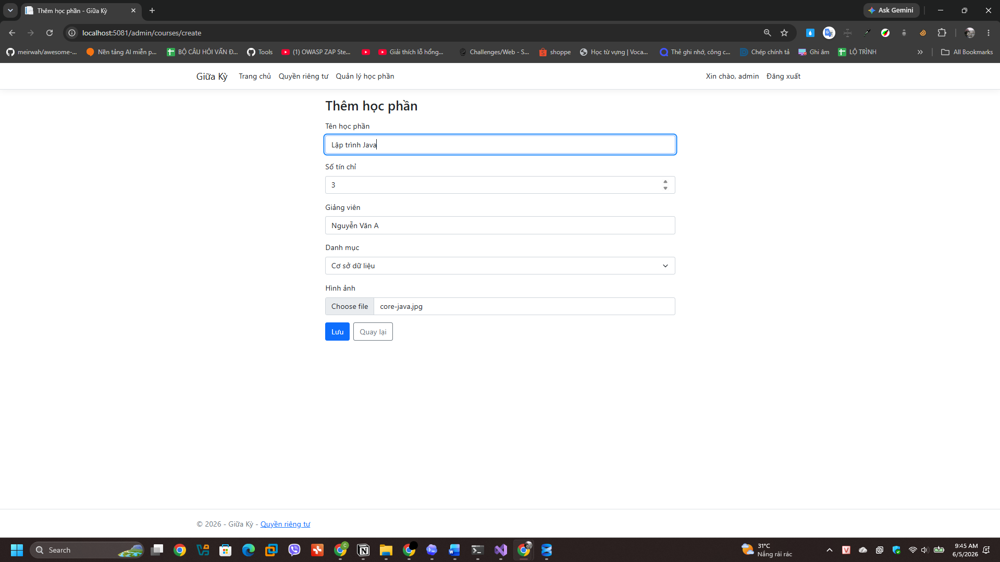 Thêm học phần - Giữa Kỳ
Ask Gemini
localhost:5081/admin/courses/create
meirwah/awesome-...
Nền tảng AI miễn p...
BỘ CÂU HỎI VẤN Đ...
Tools
(1) OWASP ZAP Ste...
Giải thích lỗ hổng...
Challenges/Web - S...
shoppe
Học từ vựng | Voca...
Thẻ ghi nhớ, công c...
Chép chính tả
Ghi âm
LỘ TRÌNH
All Bookmarks
Giữa Kỳ
Trang chủ
Quyền riêng tư
Quản lý học phần
Xin chào, admin
Đăng xuất
Thêm học phần
Tên học phần
Lập trình Java
Số tín chỉ
3
Giảng viên
Nguyễn Văn A
Danh mục
Cơ sở dữ liệu
Hình ảnh
Choose file
core-java.jpg
Lưu
Quay lại
© 2026 - Giữa Kỳ - Quyền riêng tư
Search
31°C
Nắng rải rác
9:45 AM
6/5/2026